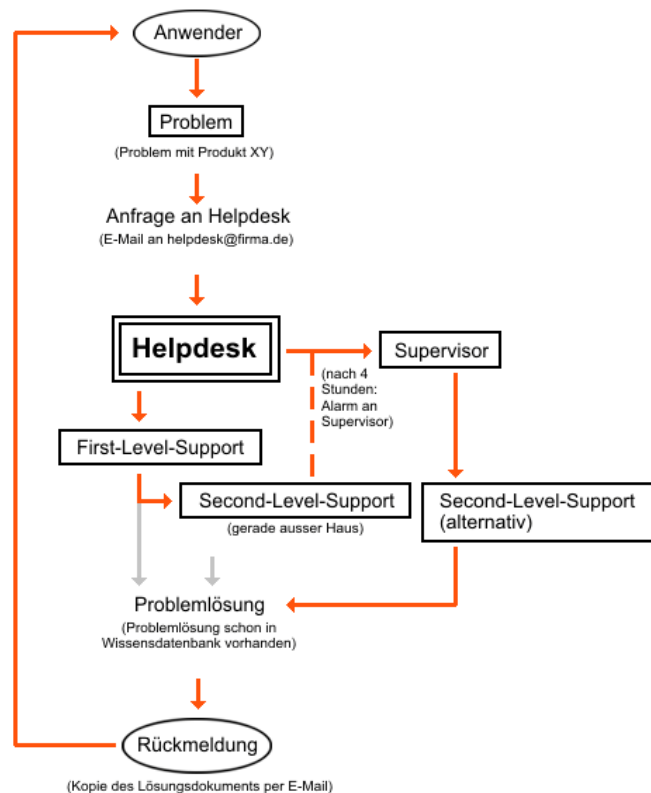 Anwender
Problem
(Problem mit Produkt XY)
Anfrage an Helpdesk
(E-Mail an helpdesk@firma.de)
Helpdesk
Supervisor
(nach 4
Stunden:
Alarm an
Supervisor)
First-Level-Support
Second-Level-Support
(gerade ausser Haus)
Second-Level-Support
(alternativ)
Problemlösung
(Problemlösung schon in
Wissensdatenbank vorhanden)
Rückmeldung
(Kopie des Lösungsdokuments per E-Mail)